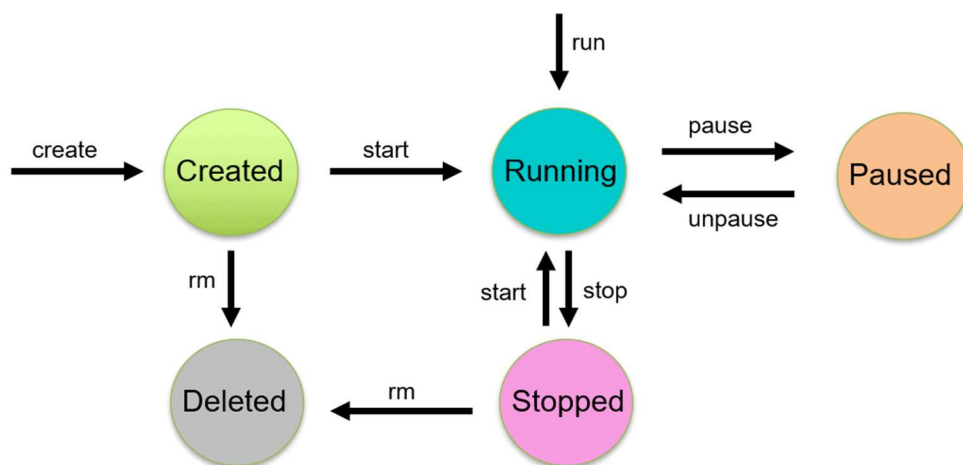 run
create
start
pause
Created
Running
Paused
unpause
rm
start
stop
Deleted
rm
Stopped